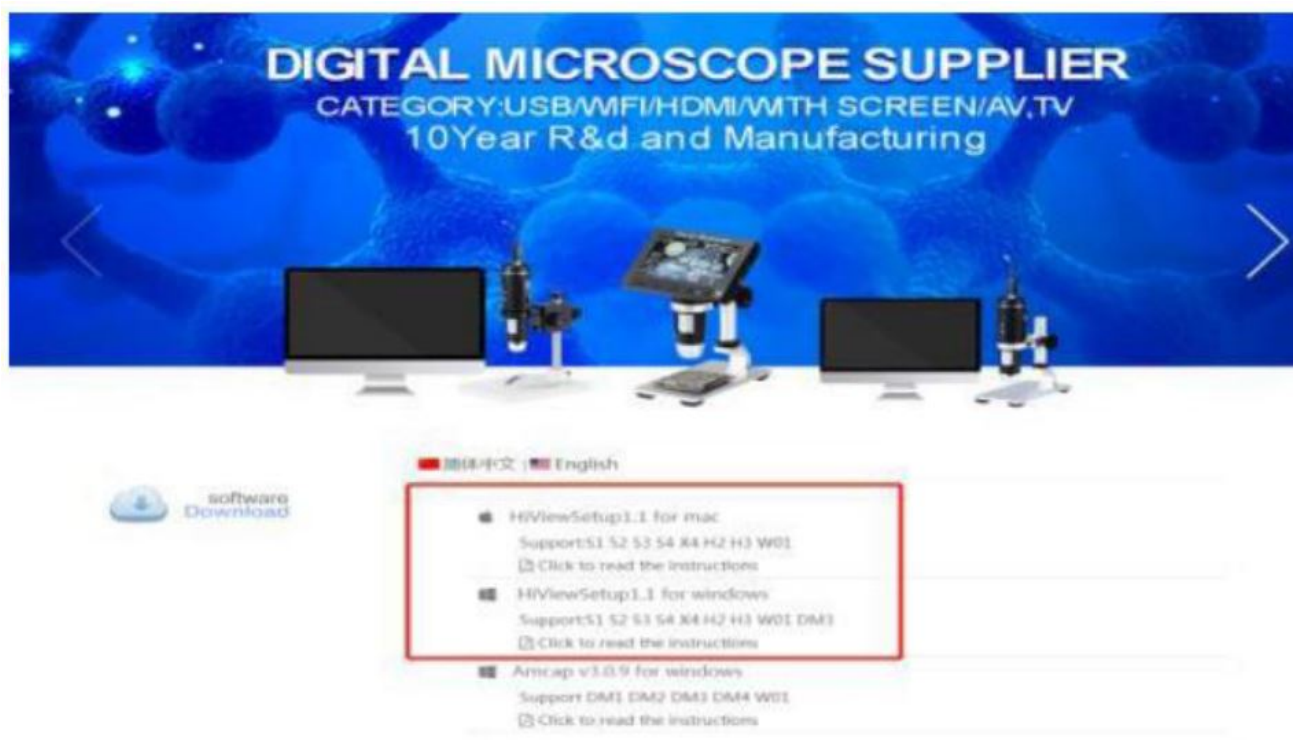 DIGITAL MICROSCOPE SUPPLIER
CATEGORY:USB/WIFI/HDMI/WITH SCREEN/AV,TV
10Year R&d and Manufacturing
简体中文 | English
software
Download
HiViewSetup1.1 for mac
Support:S1 S2 S3 S4 X4 H2 H3 W01
Click to read the instructions
HiViewSetup1.1 for windows
Support:S1 S2 S3 S4 X4 H2 H3 W01 DM3
Click to read the instructions
Amcap v3.0.9 for windows
Support DM1 DM2 DM3 DM4 W01
Click to read the instructions